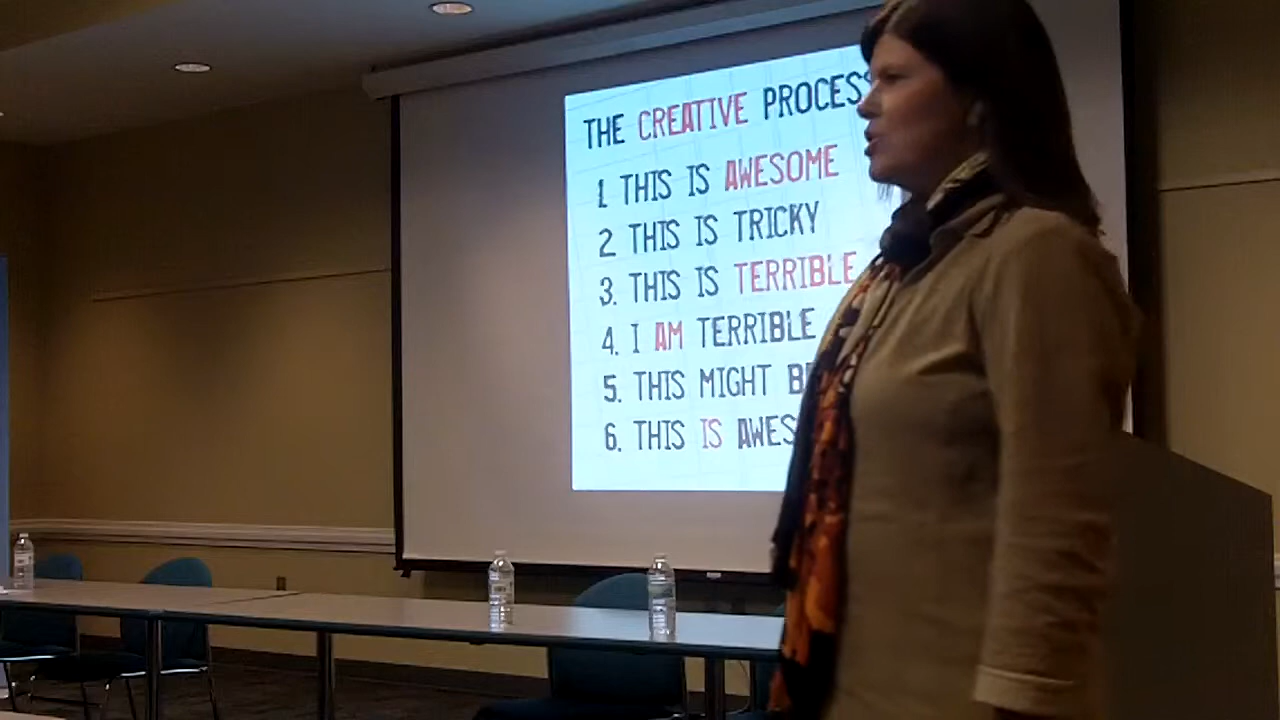 THE CREATIVE PROCESS
1. THIS IS AWESOME
2. THIS IS TRICKY
3. THIS IS TERRIBLE
4. I AM TERRIBLE
5. THIS MIGHT
6. THIS IS